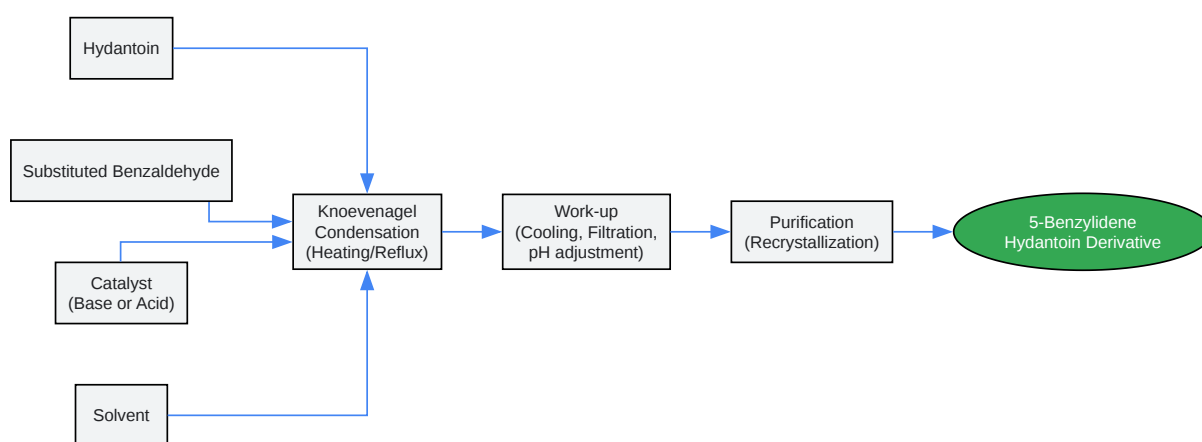 Hydantoin
Substituted Benzaldehyde
Catalyst
(Base or Acid)
Solvent
Knoevenagel
Condensation
(Heating/Reflux)
Work-up
(Cooling, Filtration,
pH adjustment)
Purification
(Recrystallization)
5-Benzylidene
Hydantoin Derivative